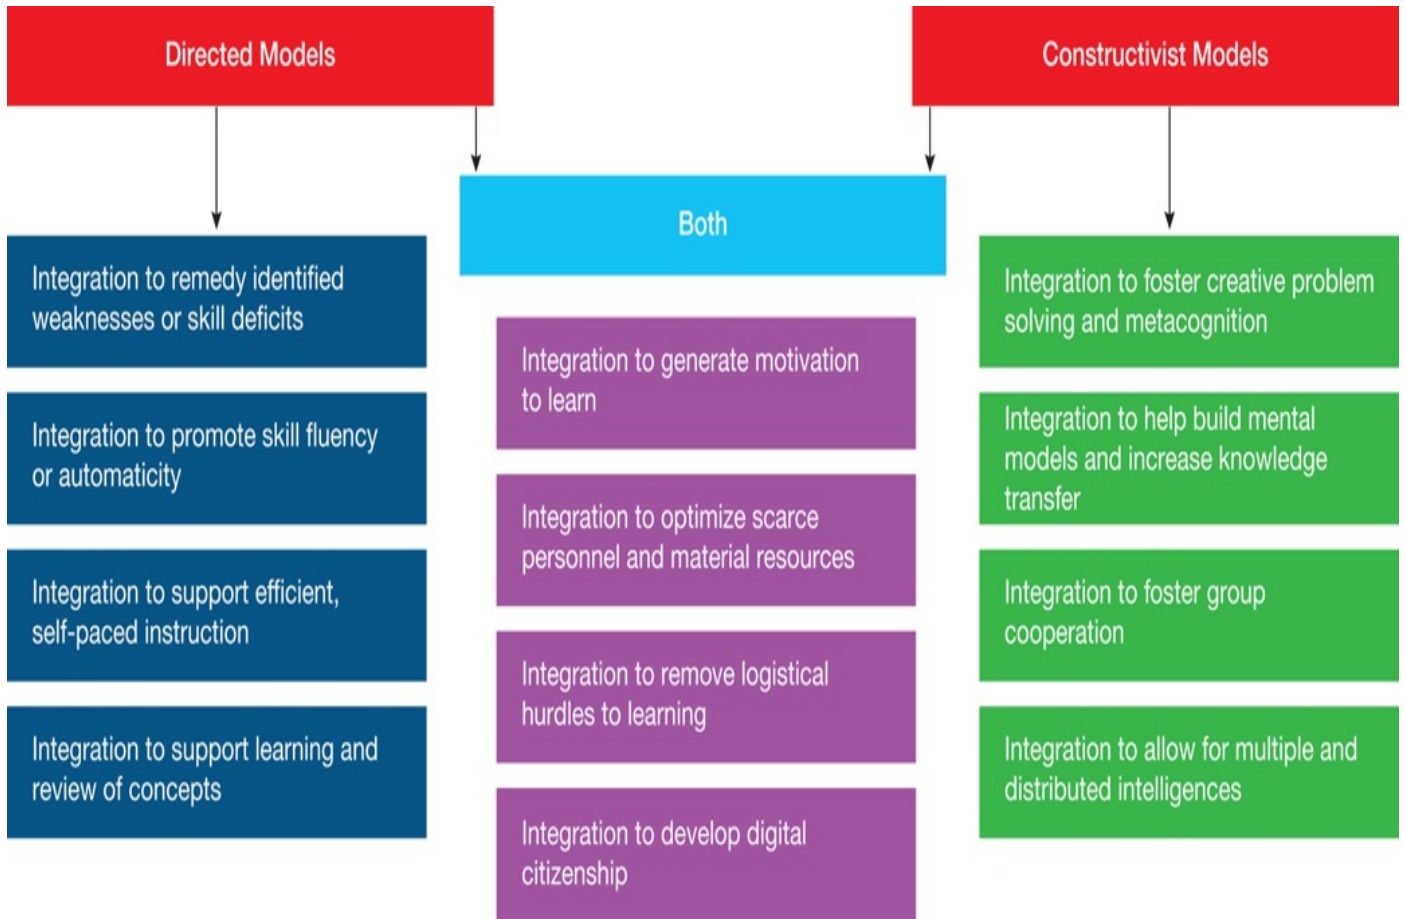 Directed Models
Constructivist Models
Both
Integration to remedy identified
weaknesses or skill deficits
Integration to promote skill fluency
or automaticity
Integration to support efficient,
self-paced instruction
Integration to support learning and
review of concepts
Integration to generate motivation
to learn
Integration to optimize scarce
personnel and material resources
Integration to remove logistical
hurdles to learning
Integration to develop digital
citizenship
Integration to foster creative problem
solving and metacognition
Integration to help build mental
models and increase knowledge
transfer
Integration to foster group
cooperation
Integration to allow for multiple and
distributed intelligences